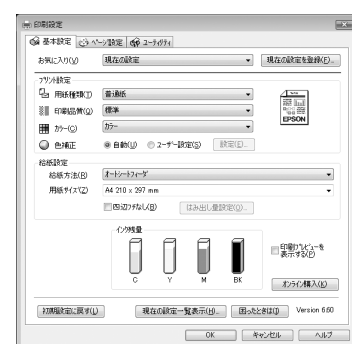 印刷設定
基本設定 ページ設定 ユーティリティ
お気に入り(V) 現在の設定 現在の設定を登録(F)...
プリント設定
用紙種類(T) 普通紙
印刷品質(Q) 標準
カラー(C) カラー
色補正 自動(U) ユーザー設定(S) 設定(E)...
EPSON
給紙設定
給紙方法(R) オートシートフィーダ
用紙サイズ(Z) A4 210 x 297 mm
四辺フチなし(B) はみ出し量設定(O)...
インク残量
C Y M BK
印刷プレビューを
表示する(P)
オンライン購入(K)
初期設定に戻す(L) 現在の設定一覧表示(H)... 困ったときは(I) Version 6.60
OK キャンセル ヘルプ